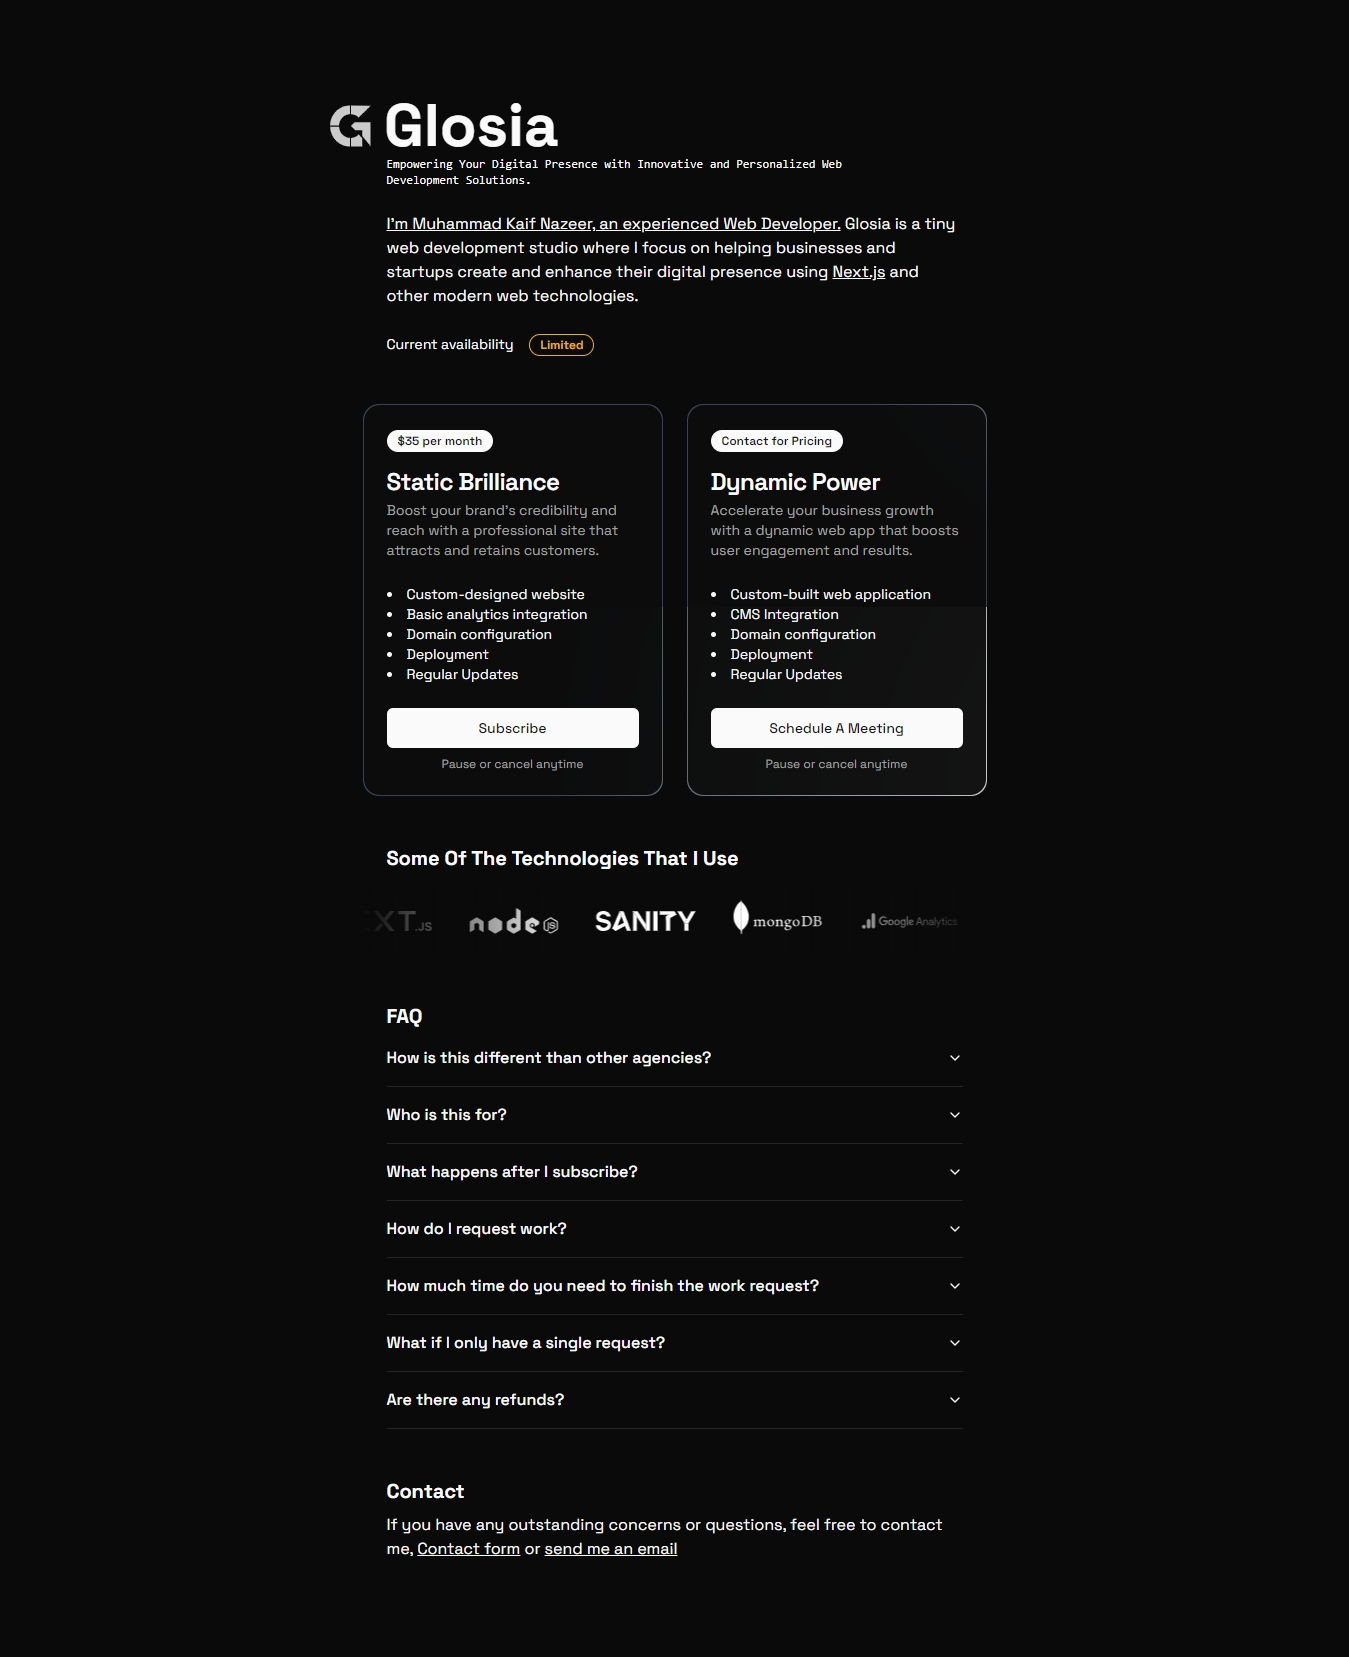 Glosia
Empowering Your Digital Presence with Innovative and Personalized Web
Development Solutions.
I'm Muhammad Kaif Nazeer, an experienced Web Developer. Glosia is a tiny
web development studio where I focus on helping businesses and
startups create and enhance their digital presence using Next.js and
other modern web technologies.
Current availability Limited
$35 per month
Static Brilliance
Boost your brand's credibility and
reach with a professional site that
attracts and retains customers.
• Custom-designed website
• Basic analytics integration
• Domain configuration
• Deployment
• Regular Updates
Subscribe
Pause or cancel anytime
Contact for Pricing
Dynamic Power
Accelerate your business growth
with a dynamic web app that boosts
user engagement and results.
• Custom-built web application
• CMS Integration
• Domain configuration
• Deployment
• Regular Updates
Schedule A Meeting
Pause or cancel anytime
Some Of The Technologies That I Use
XT.JS node JS SANITY mongoDB Google Analytics
FAQ
How is this different than other agencies?
Who is this for?
What happens after I subscribe?
How do I request work?
How much time do you need to finish the work request?
What if I only have a single request?
Are there any refunds?
Contact
If you have any outstanding concerns or questions, feel free to contact
me, Contact form or send me an email